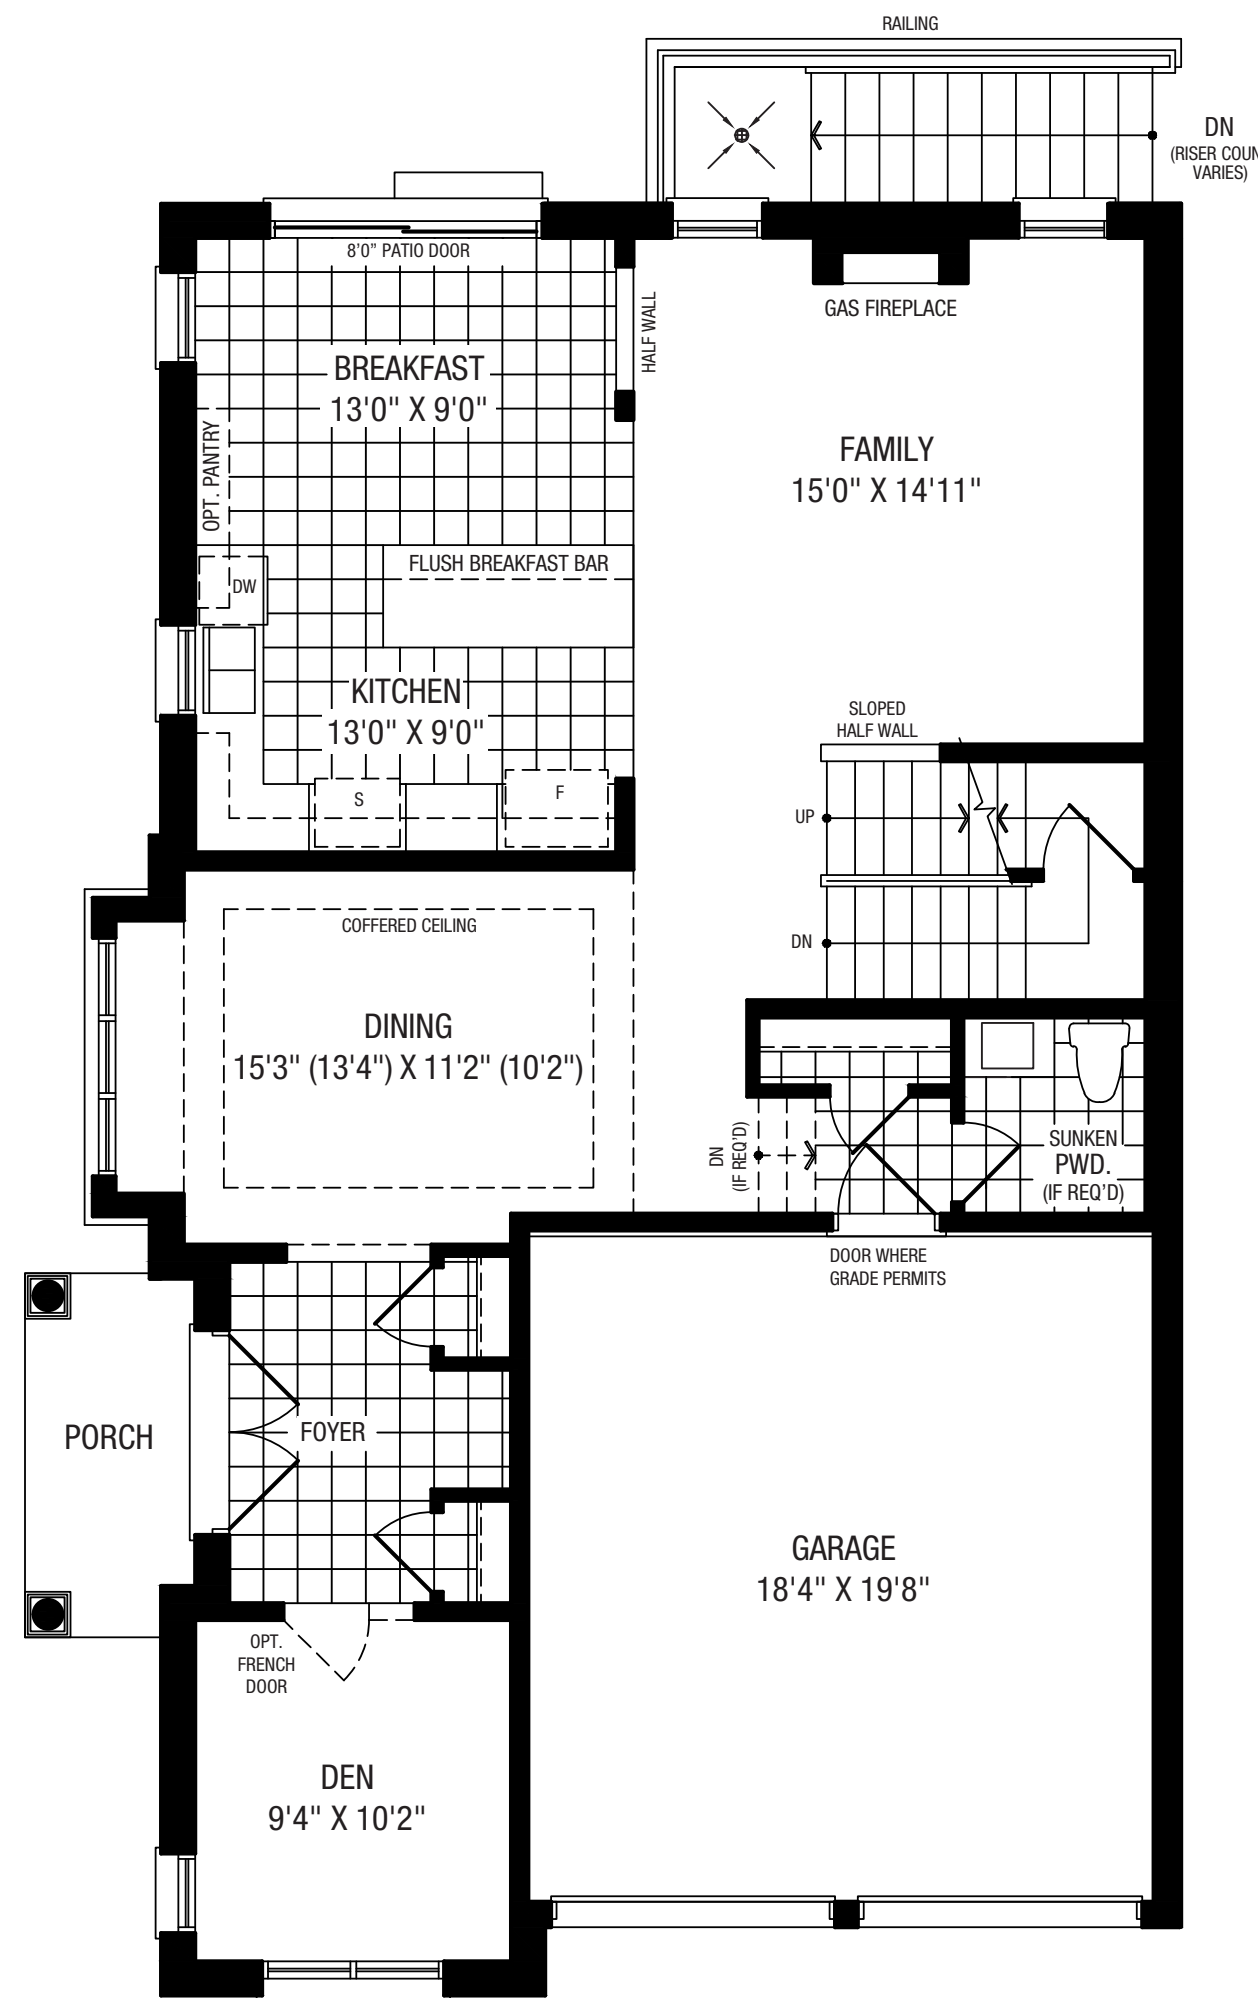 RAILING
DN
(RISER COUN
VARIES)
8'0” PATIO DOOR
HALF WALL
GAS FIREPLACE
BREAKFAST
13'0" X 9'0"
OPT. PANTRY
FAMILY
15'0" X 14'11"
FLUSH BREAKFAST BAR
DW
KITCHEN
13'0" X 9'0"
S
F
SLOPED
HALF WALL
UP
DN
COFFERED CEILING
DINING
15'3" (13'4") X 11'2" (10'2")
DN
(IF REQ'D)
SUNKEN
PWD.
(IF REQ'D)
DOOR WHERE
GRADE PERMITS
PORCH
FOYER
GARAGE
18'4" X 19'8"
OPT.
FRENCH
DOOR
DEN
9'4" X 10'2"